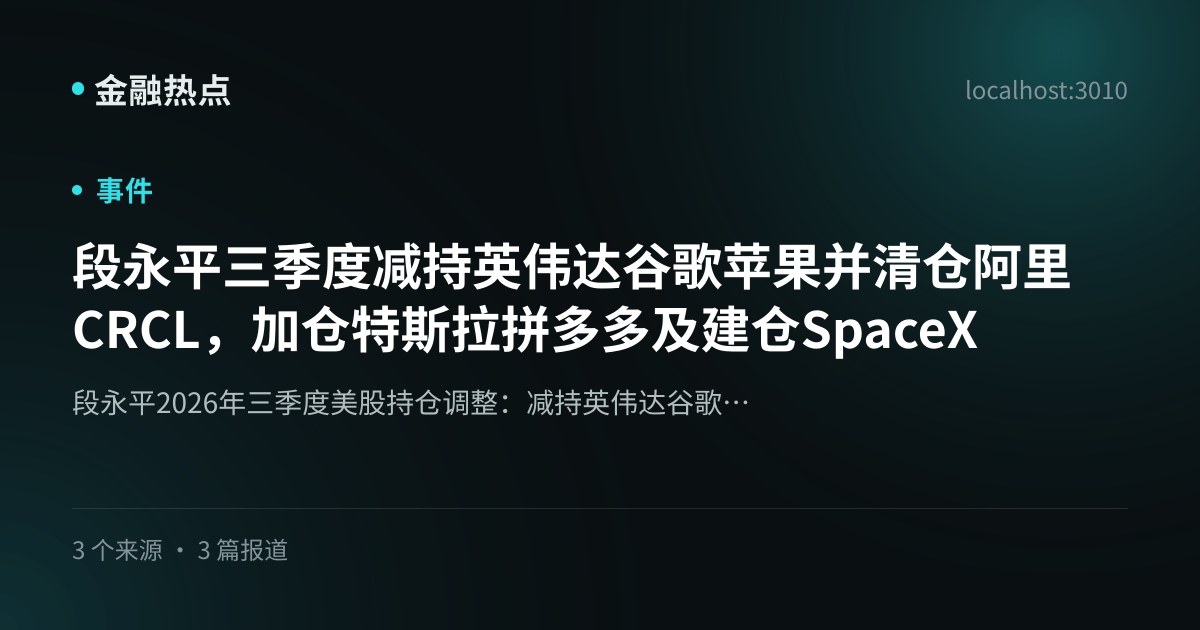 金融热点
localhost:3010
事件
段永平三季度减持英伟达谷歌苹果并清仓阿里
CRCL，加仓特斯拉拼多多及建仓SpaceX
段永平2026年三季度美股持仓调整：减持英伟达谷歌…
3 个来源 · 3 篇报道